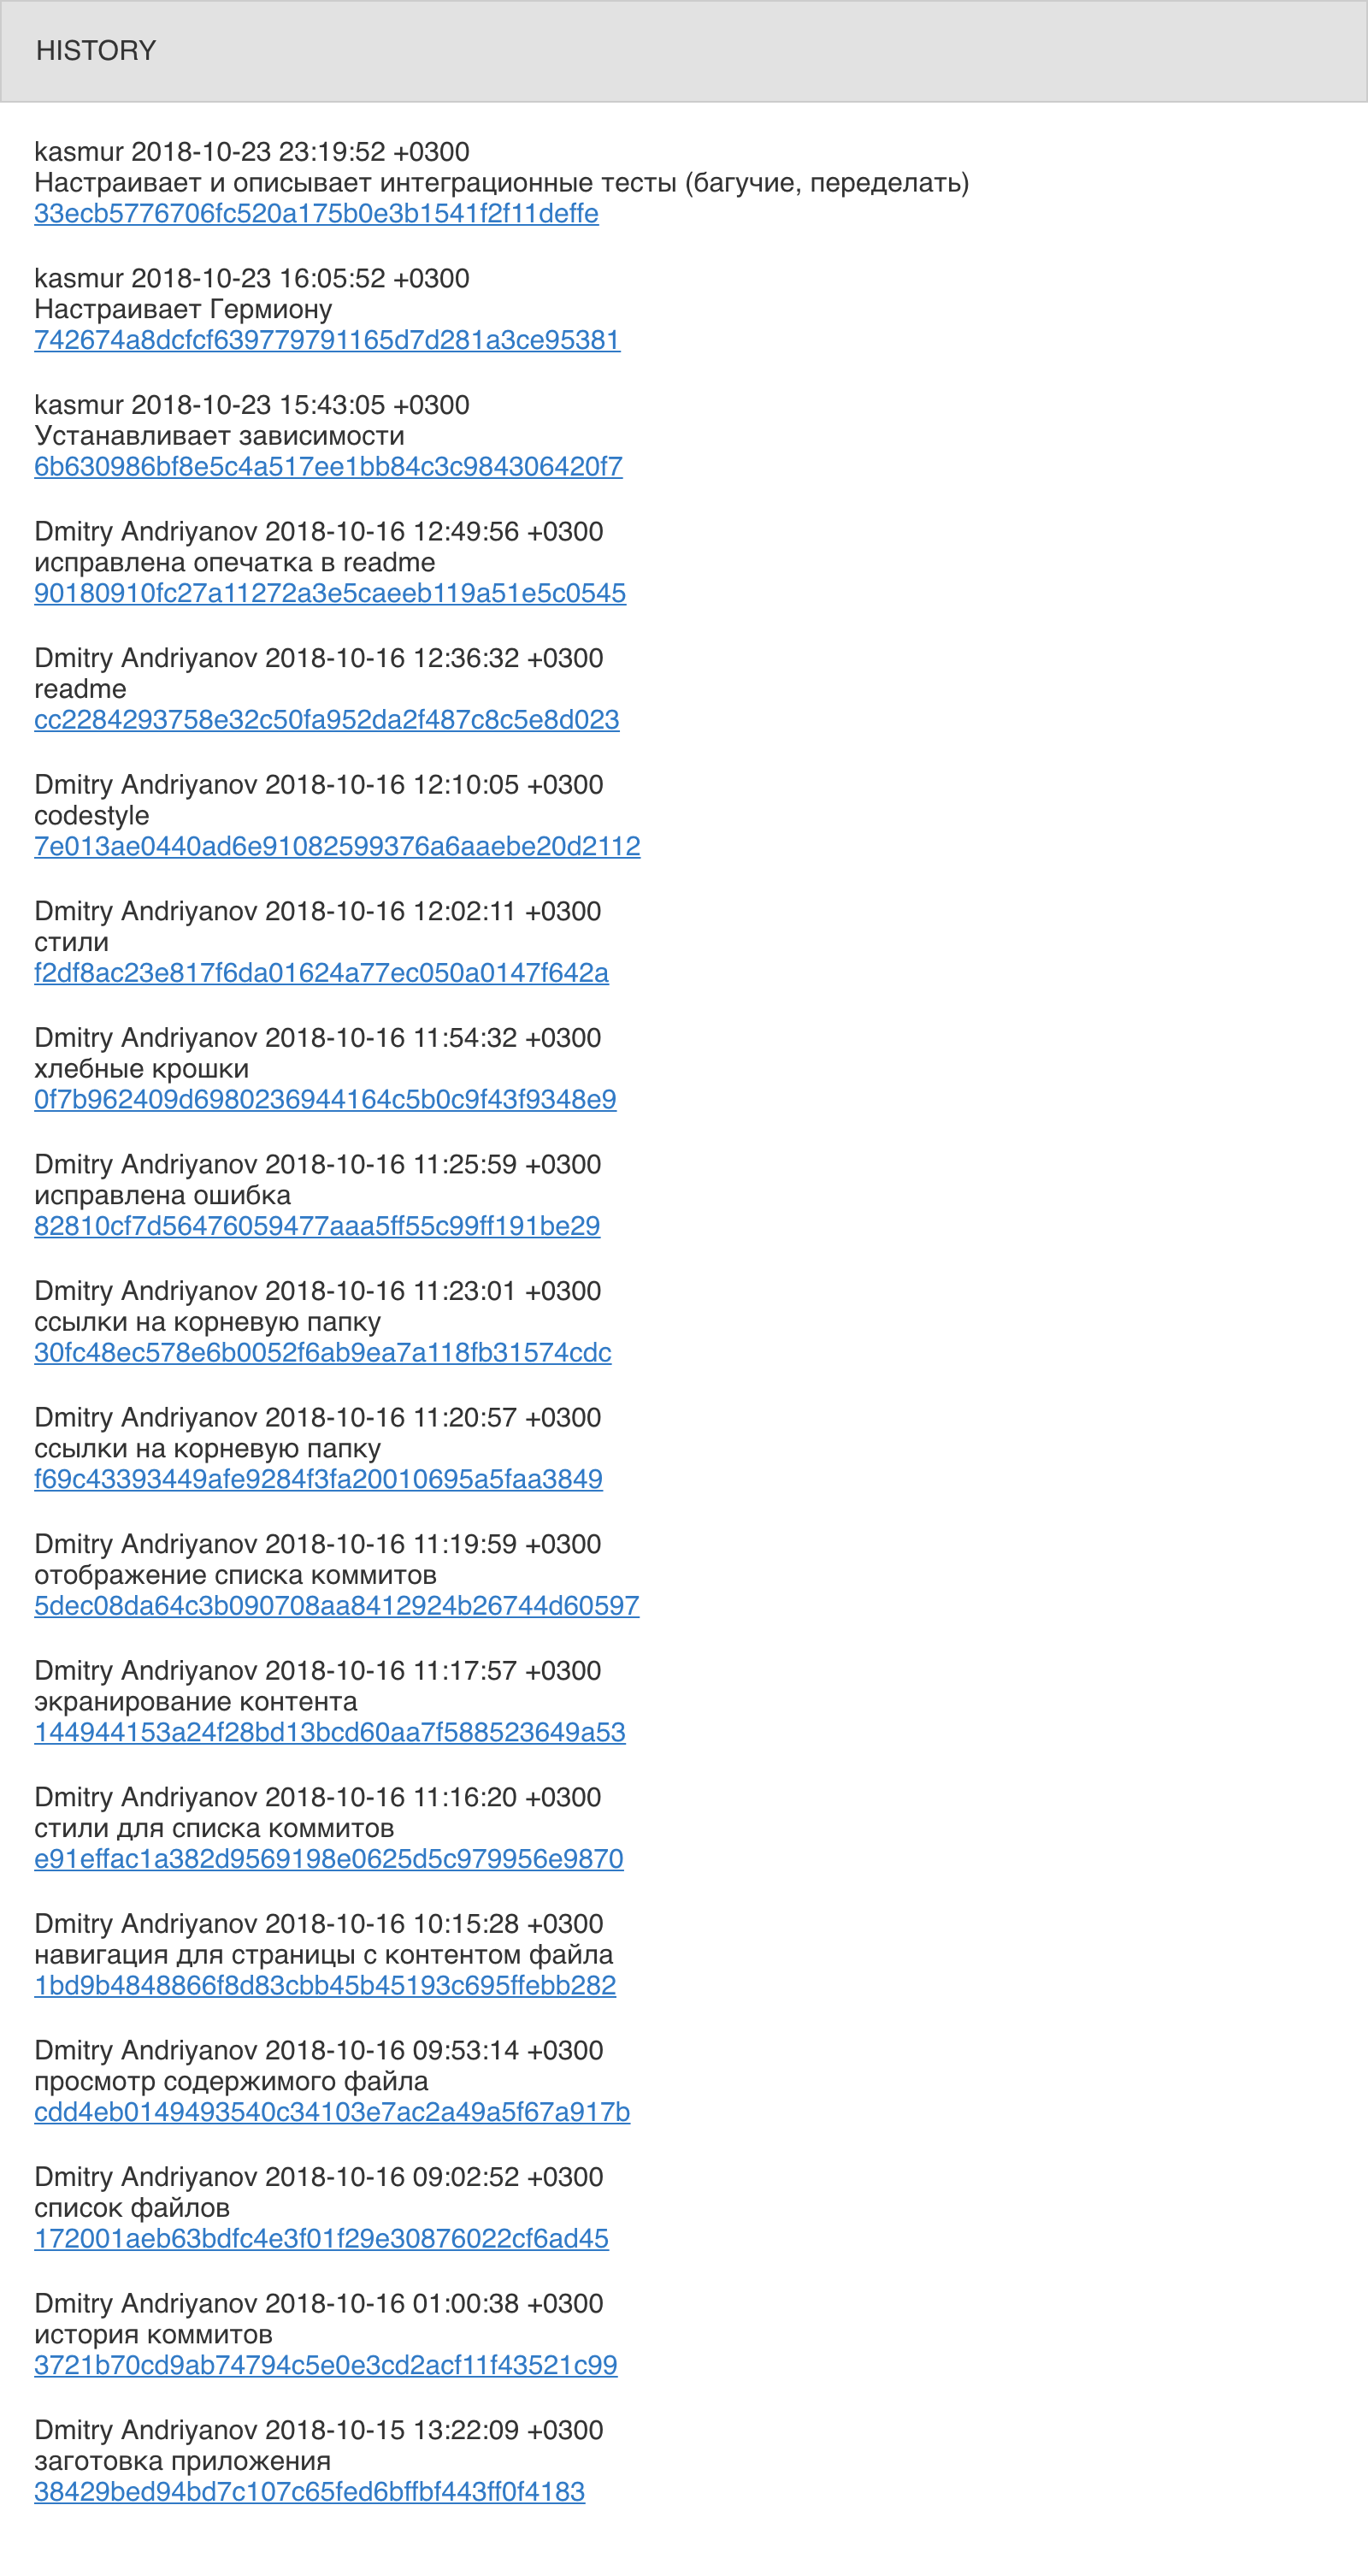 HISTORY
kasmur 2018-10-23 23:19:52 +0300
Настраивает и описывает интеграционные тесты (багучие, переделать)
33ecb5776706fc520a175b0e3b1541f2f11deffe
kasmur 2018-10-23 16:05:52 +0300
Настраивает Гермиону
742674a8dcfcf639779791165d7d281a3ce95381
kasmur 2018-10-23 15:43:05 +0300
Устанавливает зависимости
6b630986bf8e5c4a517ee1bb84c3c984306420f7
Dmitry Andriyanov 2018-10-16 12:49:56 +0300
исправлена опечатка в readme
90180910fc27a11272a3e5caeeb119a51e5c0545
Dmitry Andriyanov 2018-10-16 12:36:32 +0300
readme
cc2284293758e32c50fa952da2f487c8c5e8d023
Dmitry Andriyanov 2018-10-16 12:10:05 +0300
codestyle
7e013ae0440ad6e91082599376a6aaebe20d2112
Dmitry Andriyanov 2018-10-16 12:02:11 +0300
стили
f2df8ac23e817f6da01624a77ec050a0147f642a
Dmitry Andriyanov 2018-10-16 11:54:32 +0300
хлебные крошки
0f7b962409d6980236944164c5b0c9f43f9348e9
Dmitry Andriyanov 2018-10-16 11:25:59 +0300
исправлена ошибка
82810cf7d56476059477aaa5ff55c99ff191be29
Dmitry Andriyanov 2018-10-16 11:23:01 +0300
ссылки на корневую папку
30fc48ec578e6b0052f6ab9ea7a118fb31574cdc
Dmitry Andriyanov 2018-10-16 11:20:57 +0300
ссылки на корневую папку
f69c43393449afe9284f3fa20010695a5faa3849
Dmitry Andriyanov 2018-10-16 11:19:59 +0300
отображение списка коммитов
5dec08da64c3b090708aa8412924b26744d60597
Dmitry Andriyanov 2018-10-16 11:17:57 +0300
экранирование контента
144944153a24f28bd13bcd60aa7f588523649a53
Dmitry Andriyanov 2018-10-16 11:16:20 +0300
стили для списка коммитов
e91effac1a382d9569198e0625d5c979956e9870
Dmitry Andriyanov 2018-10-16 10:15:28 +0300
навигация для страницы с контентом файла
1bd9b4848866f8d83cbb45b45193c695ffebb282
Dmitry Andriyanov 2018-10-16 09:53:14 +0300
просмотр содержимого файла
cdd4eb0149493540c34103e7ac2a49a5f67a917b
Dmitry Andriyanov 2018-10-16 09:02:52 +0300
список файлов
172001aeb63bdfc4e3f01f29e30876022cf6ad45
Dmitry Andriyanov 2018-10-16 01:00:38 +0300
история коммитов
3721b70cd9ab74794c5e0e3cd2acf11f43521c99
Dmitry Andriyanov 2018-10-15 13:22:09 +0300
заготовка приложения
38429bed94bd7c107c65fed6bffbf443ff0f4183